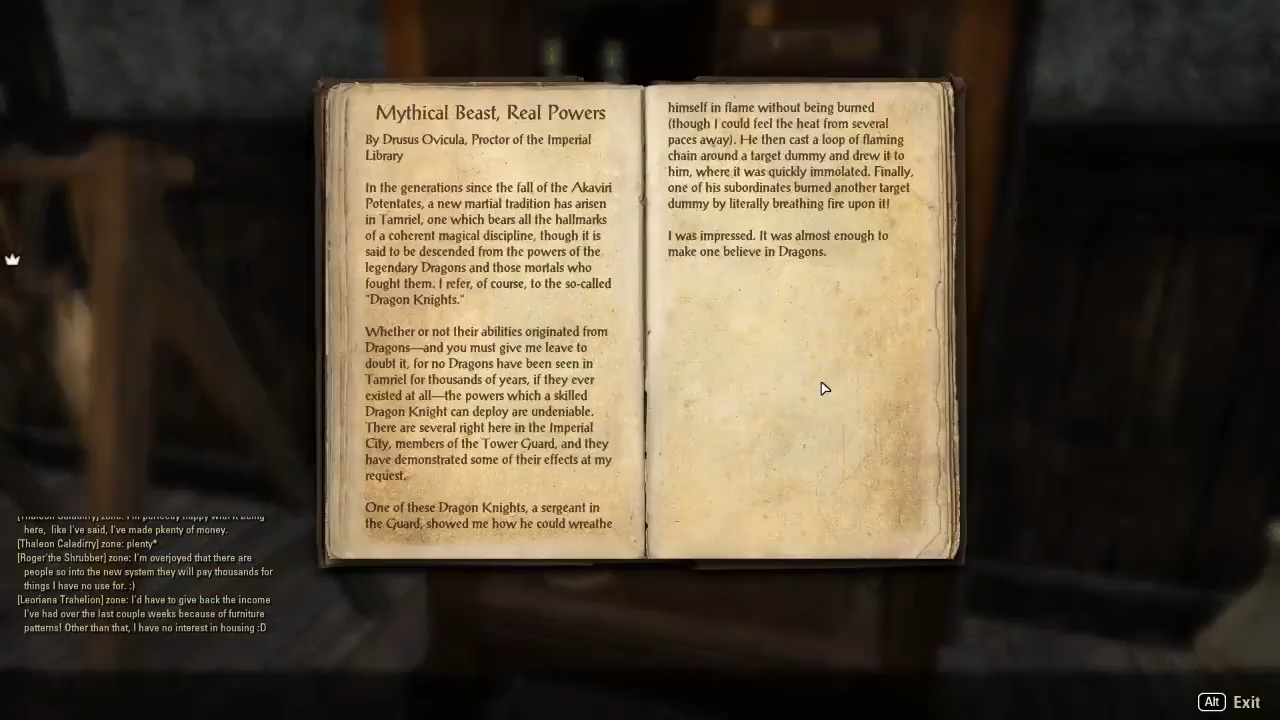 Mythical Beast, Real Powers
By Drusus Ovicula, Proctor of the Imperial
Library
In the generations since the fall of the Akaviri
Potentates, a new martial tradition has arisen
in Tamriel, one which bears all the hallmarks
of a coherent magical discipline, though it is
said to be descended from the powers of the
legendary Dragons and those mortals who
fought them. I refer, of course, to the so-called
"Dragon Knights."
Whether or not their abilities originated from
Dragons—and you must give me leave to
doubt it, for no Dragons have been seen in
Tamriel for thousands of years, if they ever
existed at all—the powers which a skilled
Dragon Knight can deploy are undeniable.
There are several right here in the Imperial
City, members of the Tower Guard, and they
have demonstrated some of their effects at my
request.
One of these Dragon Knights, a sergeant in
the Guard, showed me how he could wreathe
himself in flame without being burned
(though I could feel the heat from several
paces away). He then cast a loop of flaming
chain around a target dummy and drew it to
him, where it was quickly immolated. Finally,
one of his subordinates burned another target
dummy by literally breathing fire upon it!
I was impressed. It was almost enough to
make one believe in Dragons.
[Thaleon Caladirry] zone: I'm perfectly happy with it being
here, like I've said, I've made pkenty of money.
[Thaleon Caladirry] zone: plenty*
[Roger'the Shrubber] zone: I'm overjoyed that there are
people so into the new system they will pay thousands for
things I have no use for. :)
[Leoriana Trahelion] zone: I'd have to give back the income
I've had over the last couple weeks because of furniture
patterns! Other than that, I have no interest in housing :D
Alt Exit